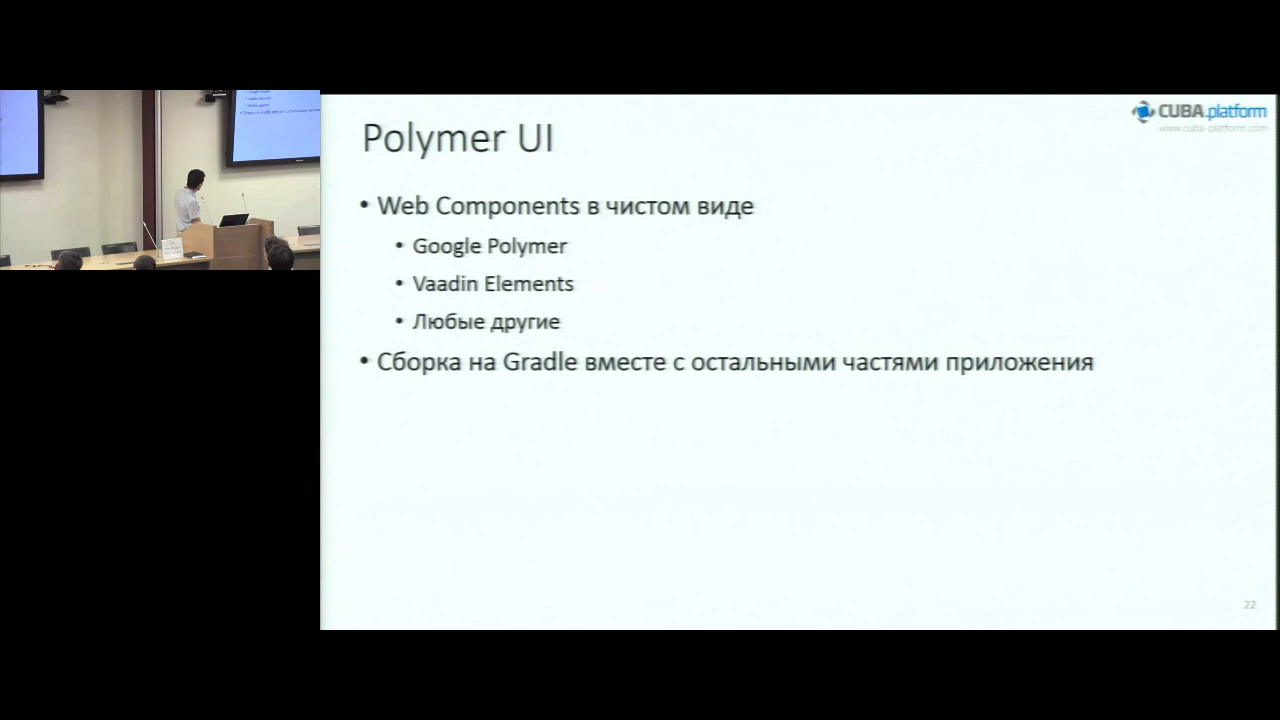 CUBA.platform
www.cuba-platform.com
Polymer UI
• Web Components в чистом виде
• Google Polymer
• Vaadin Elements
• Любые другие
• Сборка на Gradle вместе с остальными частями приложения
22